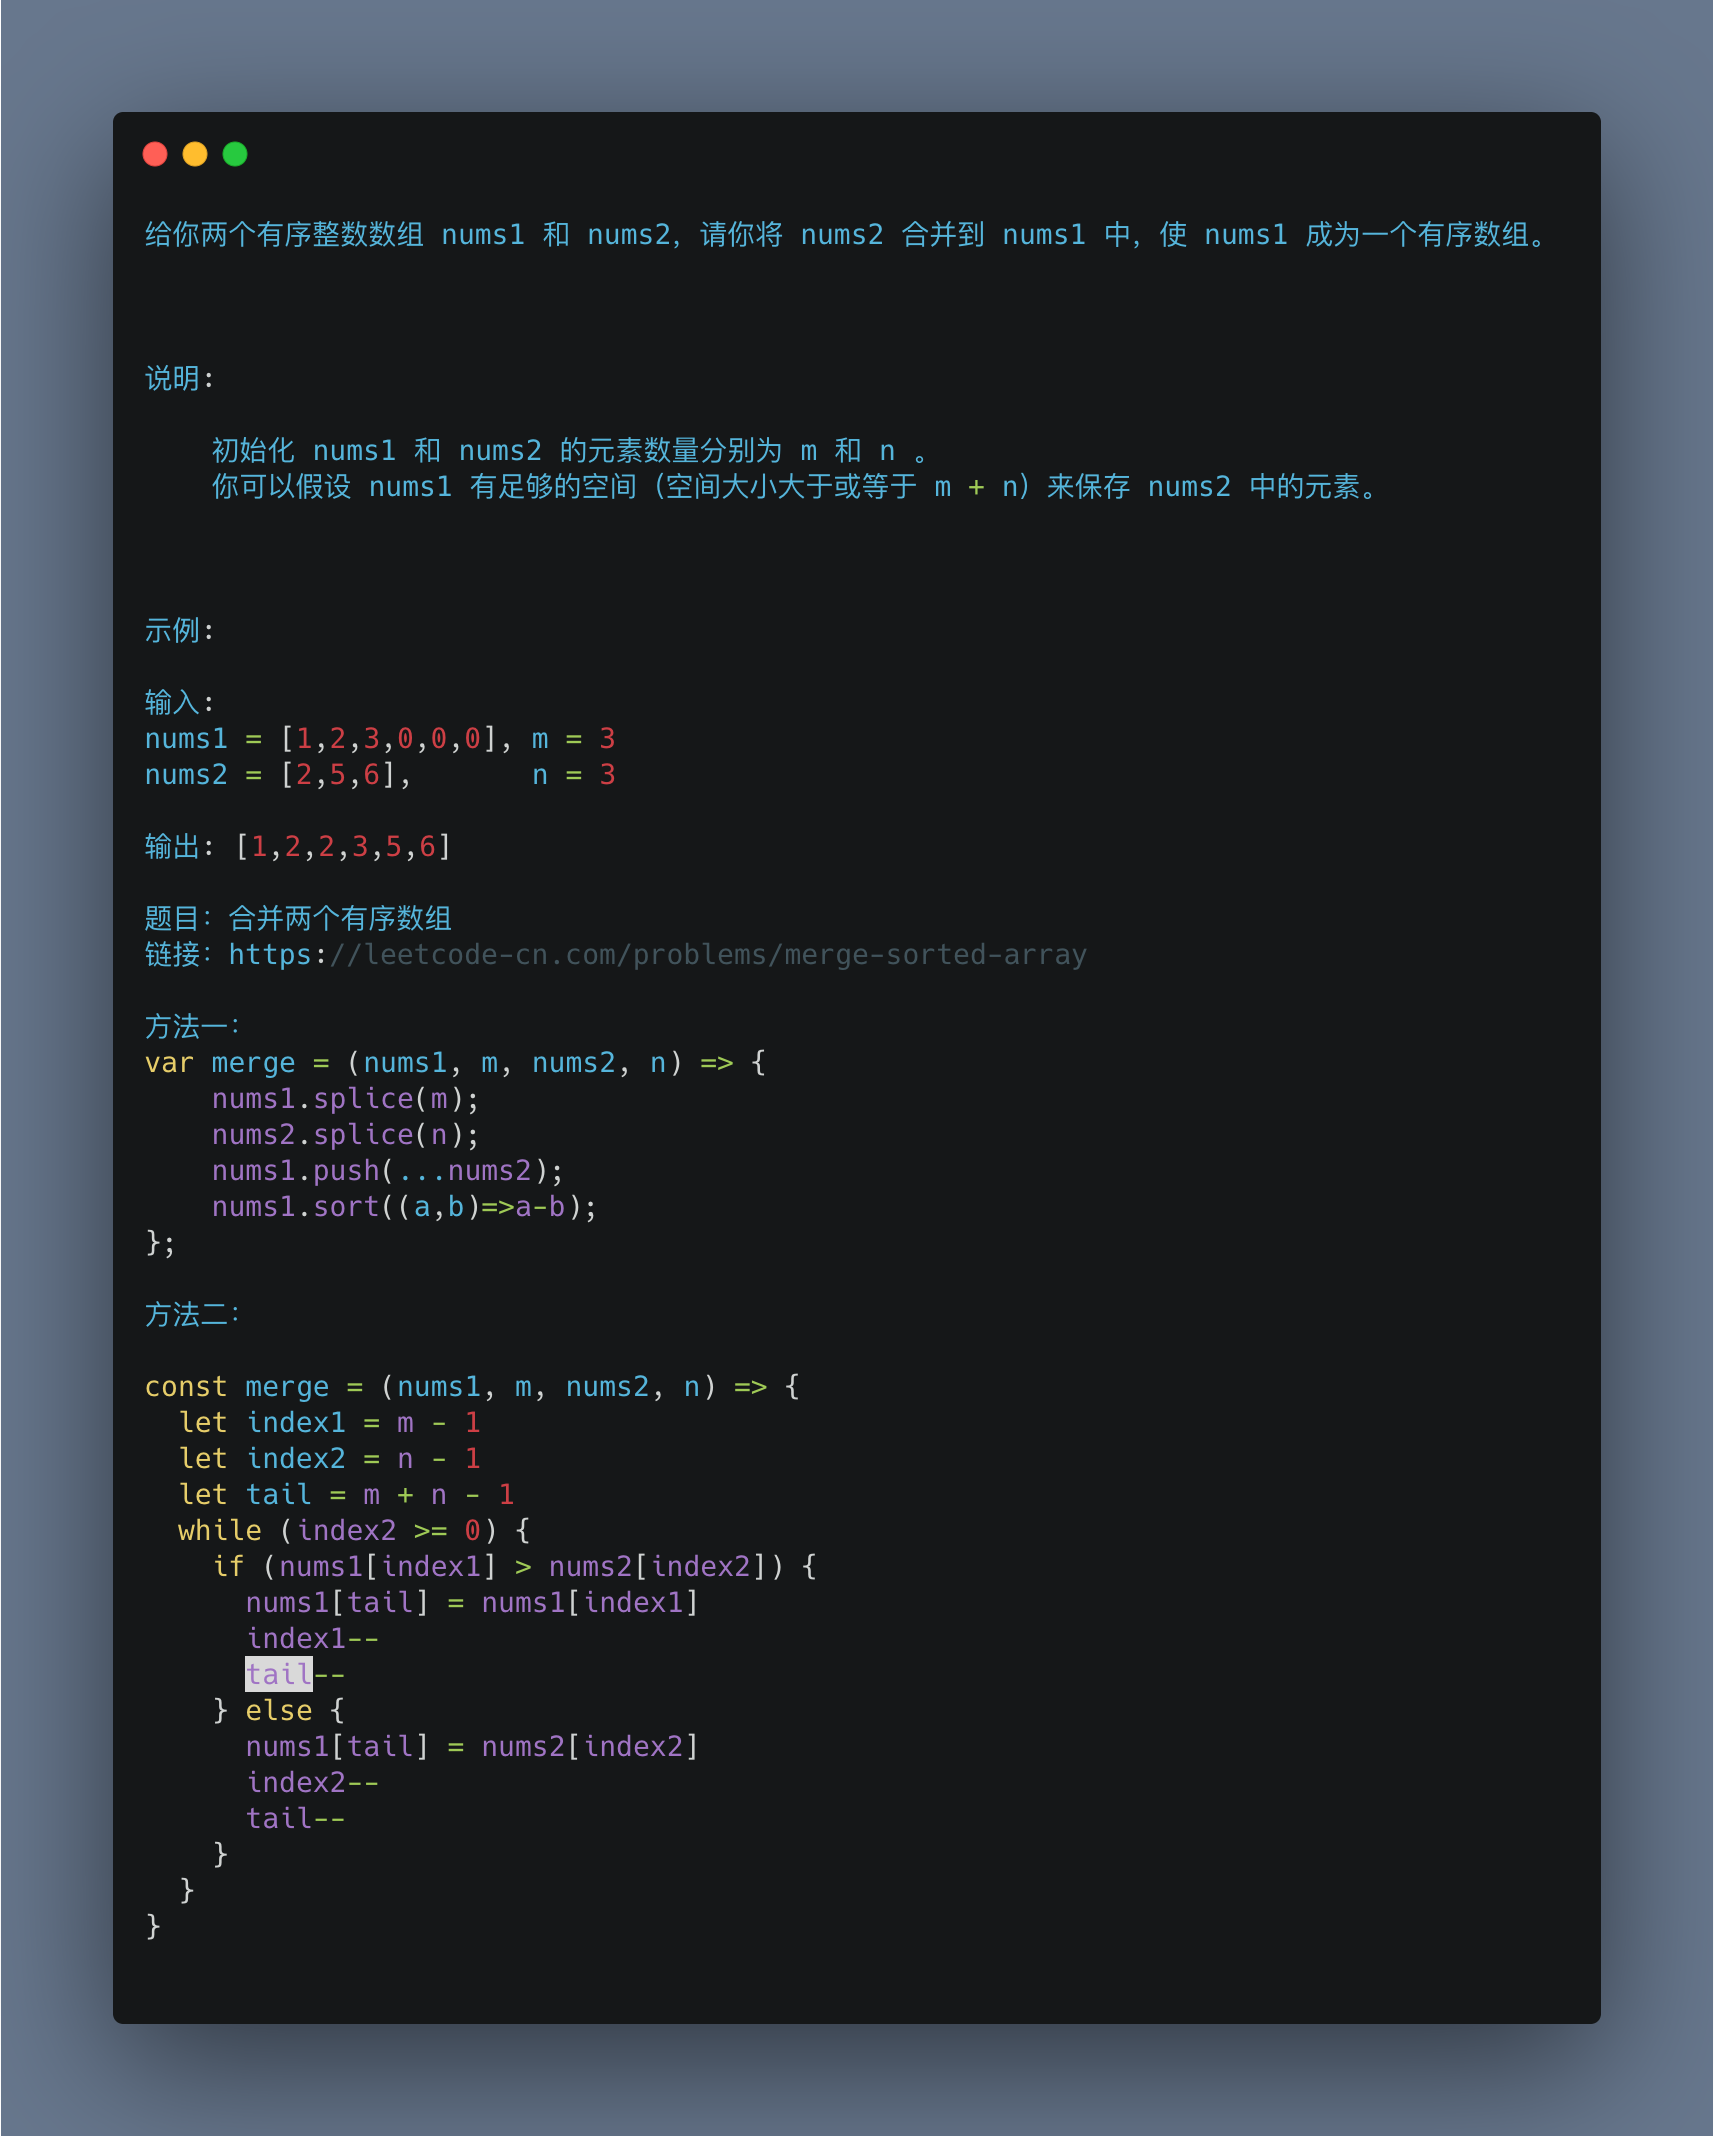 给你两个有序整数数组 nums1 和 nums2，请你将 nums2 合并到 nums1 中，使 nums1 成为一个有序数组。
说明:
初始化 nums1 和 nums2 的元素数量分别为 m 和 n 。
你可以假设 nums1 有足够的空间（空间大小大于或等于 m + n）来保存 nums2 中的元素。
示例:
输入:
nums1 = [1,2,3,0,0,0], m = 3
nums2 = [2,5,6],       n = 3
输出: [1,2,2,3,5,6]
题目：合并两个有序数组
链接：https://leetcode-cn.com/problems/merge-sorted-array
方法一：
var merge = (nums1, m, nums2, n) => {
    nums1.splice(m);
    nums2.splice(n);
    nums1.push(...nums2);
    nums1.sort((a,b)=>a-b);
};
方法二：
const merge = (nums1, m, nums2, n) => {
  let index1 = m - 1
  let index2 = n - 1
  let tail = m + n - 1
  while (index2 >= 0) {
    if (nums1[index1] > nums2[index2]) {
      nums1[tail] = nums1[index1]
      index1--
      tail--
    } else {
      nums1[tail] = nums2[index2]
      index2--
      tail--
    }
  }
}